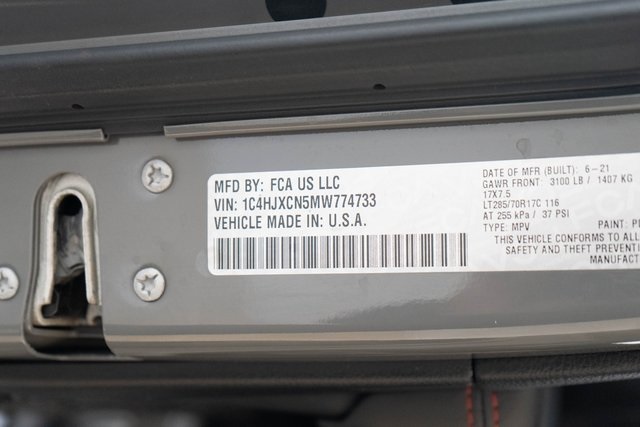 MFD BY: FCA US LLC
VIN: 1C4HJXCN5MW774733
VEHICLE MADE IN U.S.A.
DATE OF MFR (BUILT): 6-21
GAWR FRONT: 3100 LB / 1407 KG
17X7.5
LT285/70R17C 116
AT 255 kPa / 37 PSI
TYPE: MPV PAINT:
THIS VEHICLE CONFORMS TO ALL
SAFETY AND THEFT PREVENTI
MANUFACT